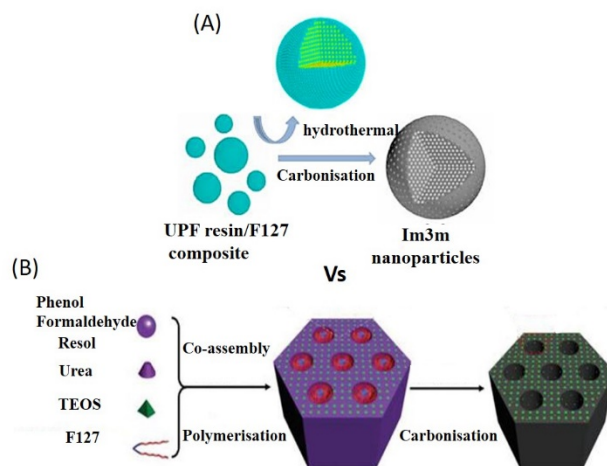 (A)
hydrothermal
Carbonisation
UPF resin/F127
composite
Im3m
nanoparticles
(B)
Vs
Phenol
Formaldehyde
Resol
Urea
TEOS
F127
Co-assembly
Polymerisation
Carbonisation